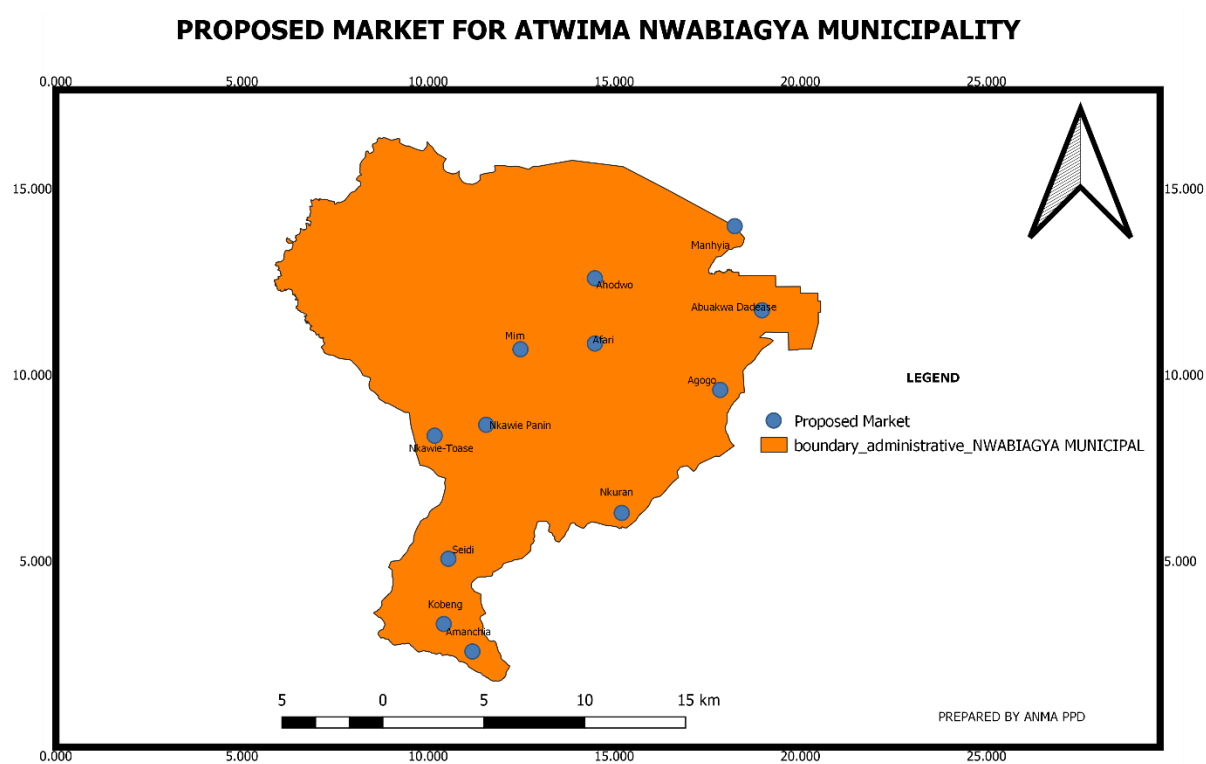 PROPOSED MARKET FOR ATWIMA NWABIAGYA MUNICIPALITY
0.000 5.000 10.000 15.000 20.000 25.000
15.000 15.000
Manhyia
Ahodwo
Abuakwa Dadease
Mim
Afari
10.000 10.000
Agogo
LEGEND
Proposed Market
Nkawie Panin
boundary_administrative_NWABIAGYA MUNICIPAL
Nkawie-Toase
Nkuran
Seidi
5.000 5.000
Kobeng
Amanchia
5 0 5 10 15 km
PREPARED BY ANMA PPD
0.000 5.000 10.000 15.000 20.000 25.000